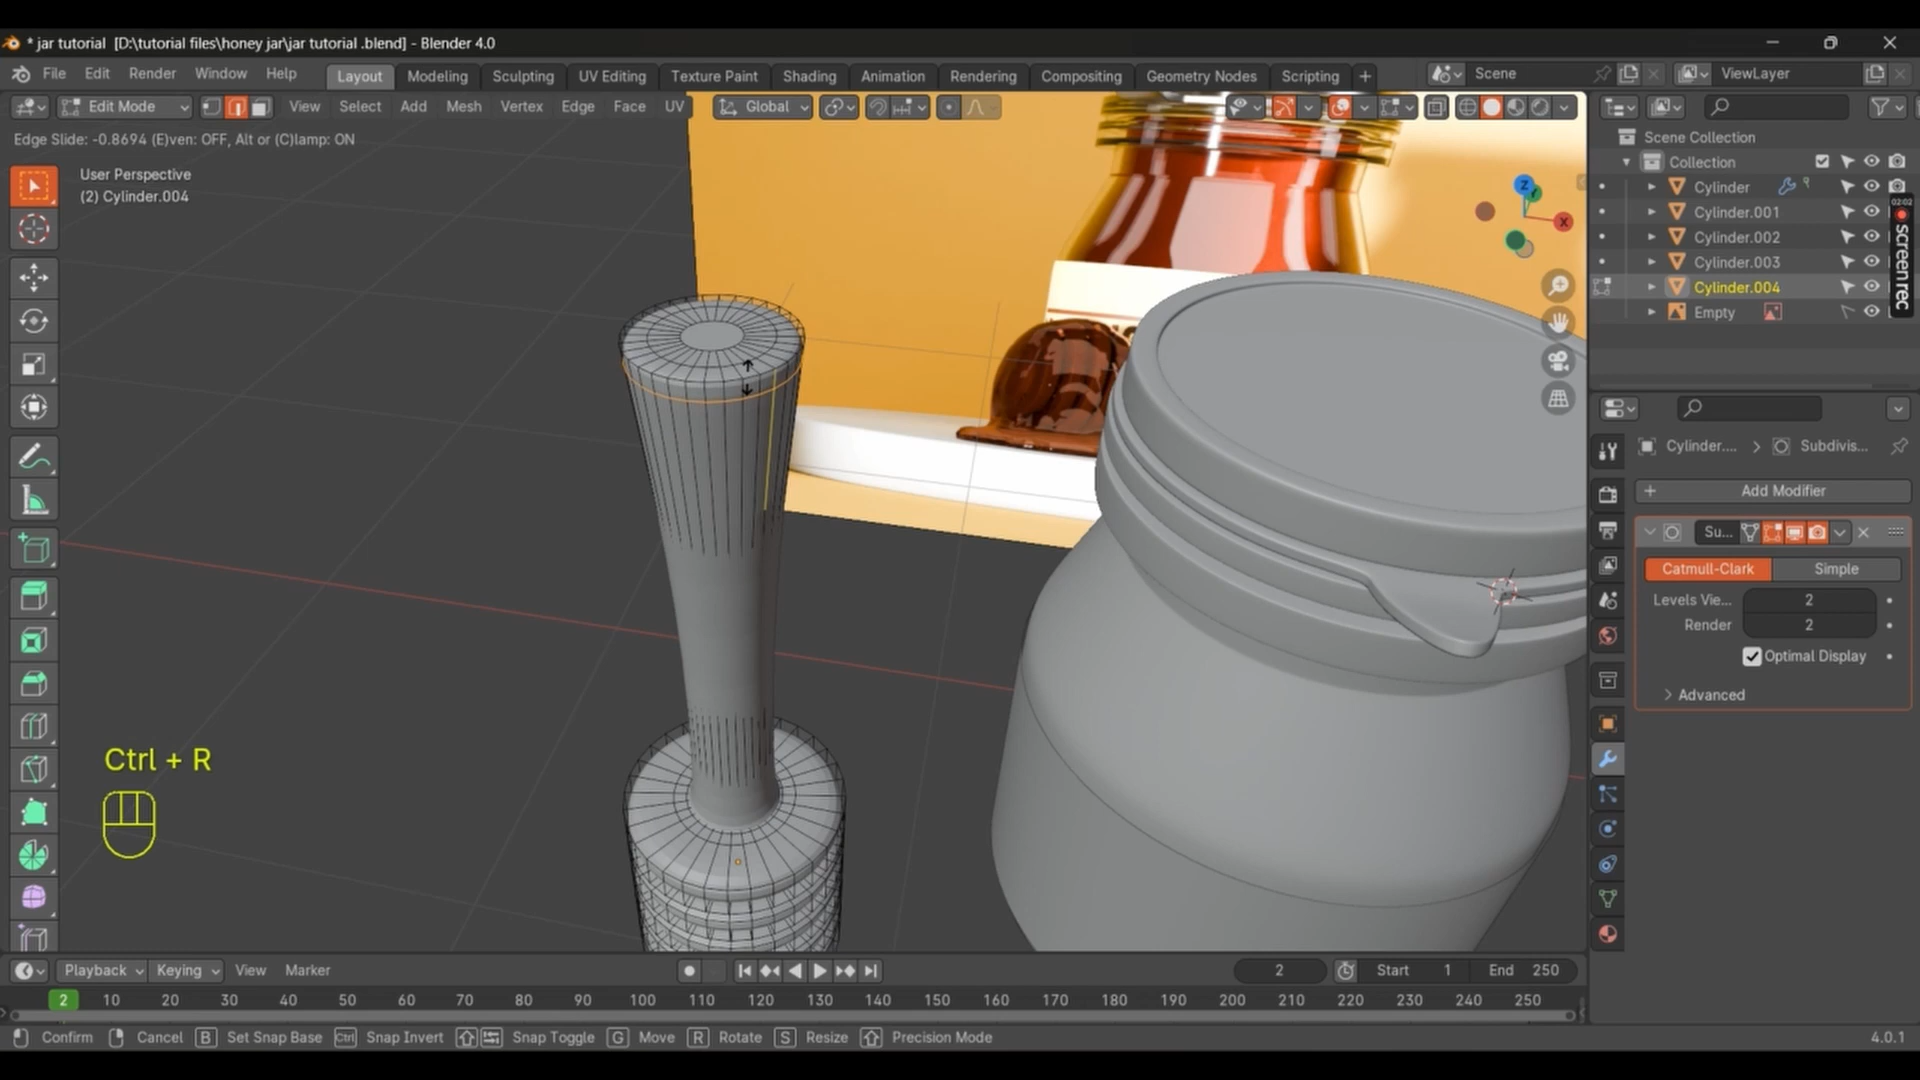 * jar tutorial [D:\tutorial files\honey jar\jar tutorial .blend] - Blender 4.0
File Edit Render Window Help Layout Modeling Sculpting UV Editing Texture Paint Shading Animation Rendering Compositing Geometry Nodes Scripting + Scene ViewLayer
Edit Mode View Select Add Mesh Vertex Edge Face UV Global
Edge Slide: -0.8694 (E)ven: OFF, Alt or (C)lamp: ON
User Perspective
(2) Cylinder.004
Z
X
Scene Collection
Collection
Cylinder
Cylinder.001
Cylinder.002
Cylinder.003
Cylinder.004
Empty
02:02
screenrec
Cylinder.... > Subdivis...
+ Add Modifier
Su...
Catmull-Clark Simple
Levels Vie... 2
Render 2
Optimal Display
> Advanced
Ctrl + R
Playback Keying View Marker 2 Start 1 End 250
2 10 20 30 40 50 60 70 80 90 100 110 120 130 140 150 160 170 180 190 200 210 220 230 240 250
Confirm Cancel B Set Snap Base Ctrl Snap Invert Snap Toggle G Move R Rotate S Resize Precision Mode 4.0.1